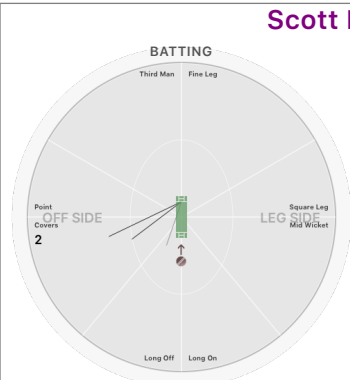 Scott
BATTING
Third Man Fine Leg
Point Square Leg
OFF SIDE LEG SIDE
Covers Mid Wicket
2
Long Off Long On